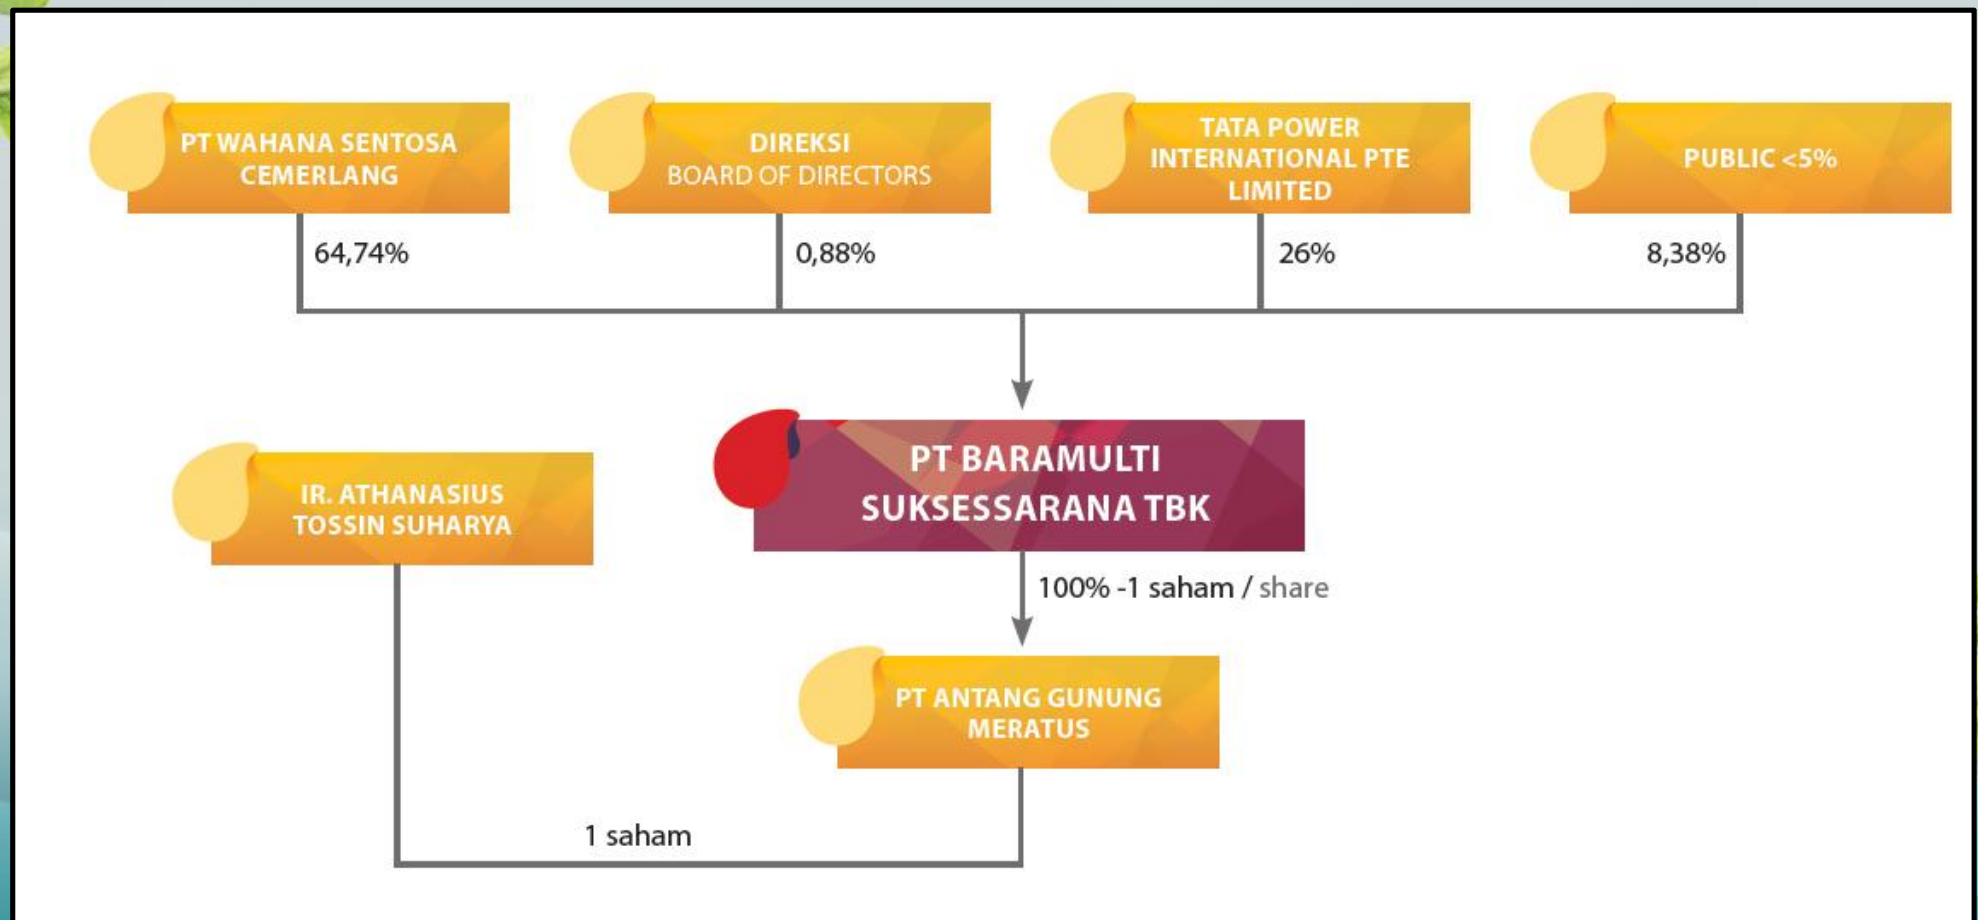 PT WAHANA SENTOSA
CEMERLANG
DIREKSI
BOARD OF DIRECTORS
TATA POWER
INTERNATIONAL PTE
LIMITED
PUBLIC <5%
64,74%
0,88%
26%
8,38%
PT BARAMULTI
SUKSESSARANA TBK
IR. ATHANASIUS
TOSSIN SUHARYA
100% -1 saham / share
PT ANTANG GUNUNG
MERATUS
1 saham